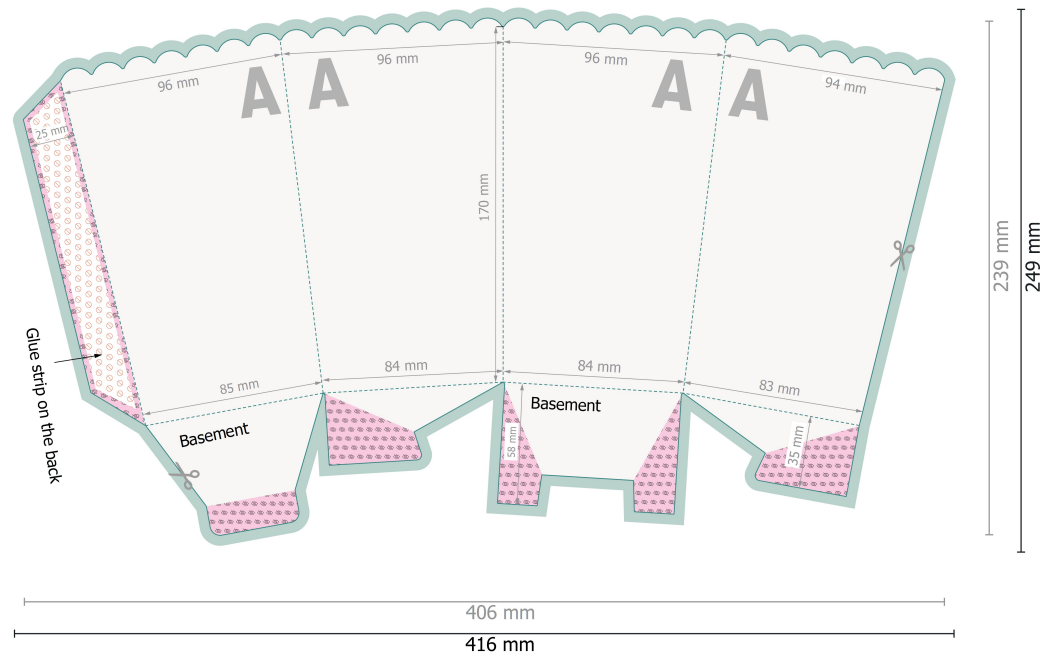 96 mm
A
A
96 mm
96 mm
A
A
94 mm
25 mm
170 mm
239 mm
249 mm
Glue strip on the back
85 mm
84 mm
84 mm
83 mm
Basement
Basement
58 mm
35 mm
406 mm
416 mm